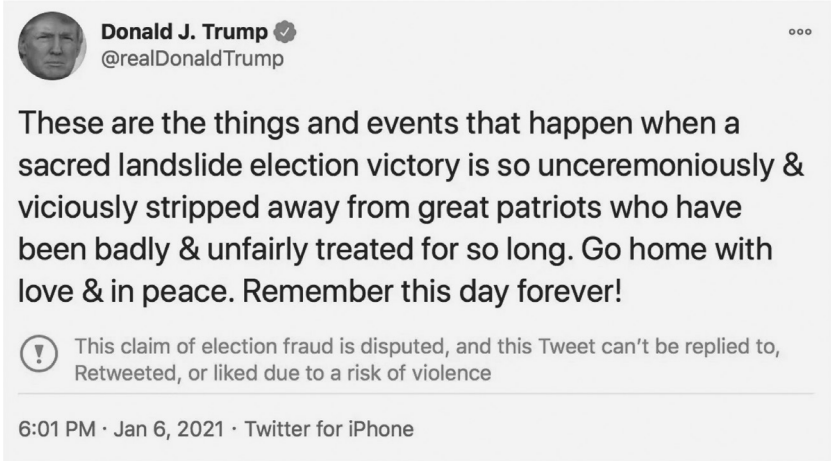 Donald J. Trump
@realDonaldTrump
These are the things and events that happen when a
sacred landslide election victory is so unceremoniously &
viciously stripped away from great patriots who have
been badly & unfairly treated for so long. Go home with
love & in peace. Remember this day forever!
This claim of election fraud is disputed, and this Tweet can’t be replied to,
Retweeted, or liked due to a risk of violence
6:01 PM · Jan 6, 2021 · Twitter for iPhone